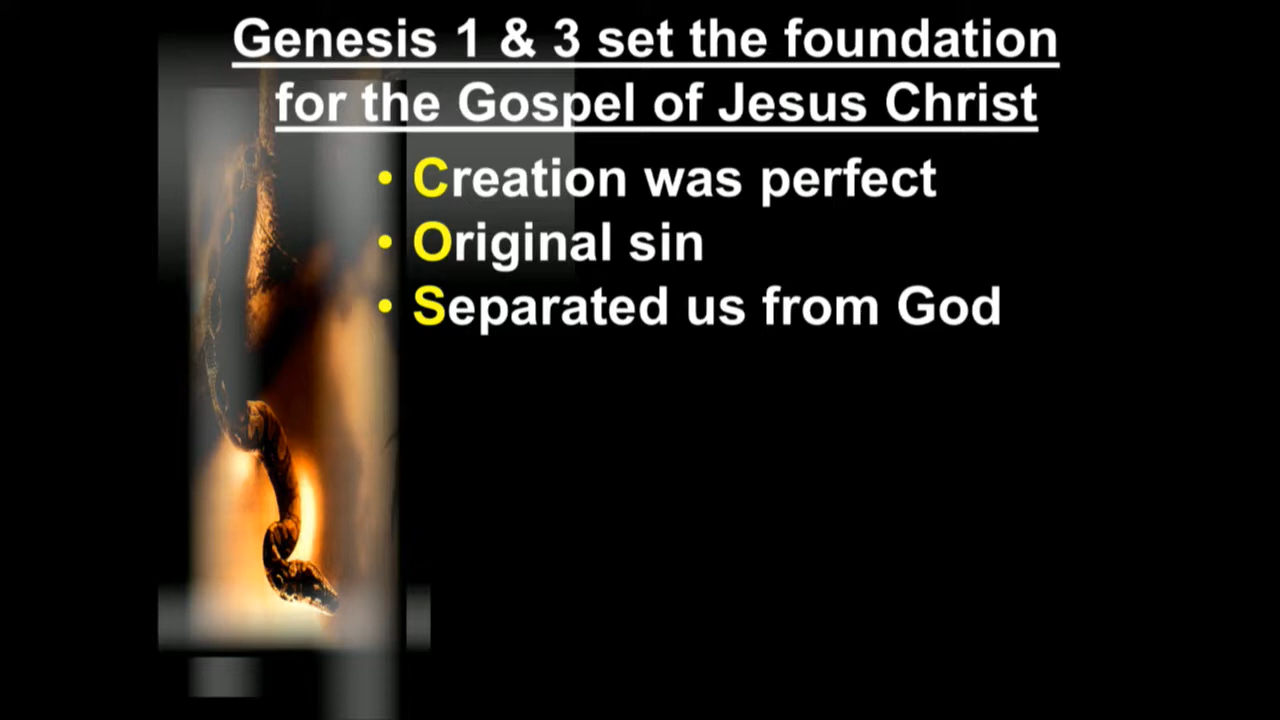 Genesis 1 & 3 set the foundation
for the Gospel of Jesus Christ
• Creation was perfect
• Original sin
• Separated us from God